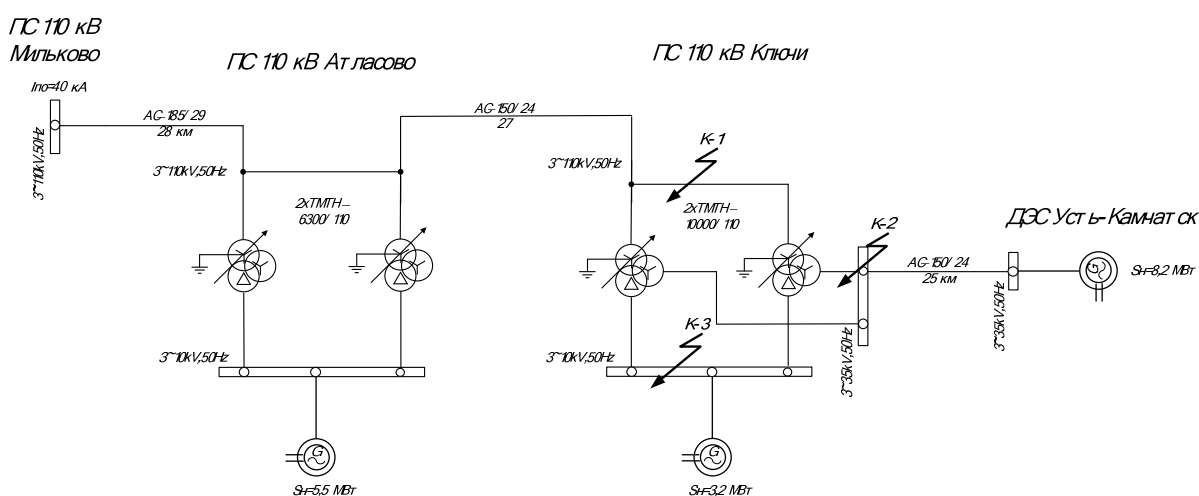 ПС 110 кВ
Мильково
ПС 110 кВ Атласово
ПС 110 кВ Ключи
Iпо=40 кА
АС-185/29
28 км
АС-150/24
27
3~110kV,50Hz
3~110kV,50Hz
3~110kV,50Hz
К-1
2хТМТН–
6300/110
2хТМТН–
10000/110
К-2
ДЭС Усть-Камчатск
АС-150/24
25 км
G
Sн=8,2 МВт
3~35kV,50Hz
3~35kV,50Hz
К-3
3~10kV,50Hz
3~10kV,50Hz
G
Sн=5,5 МВт
G
Sн=3,2 МВт